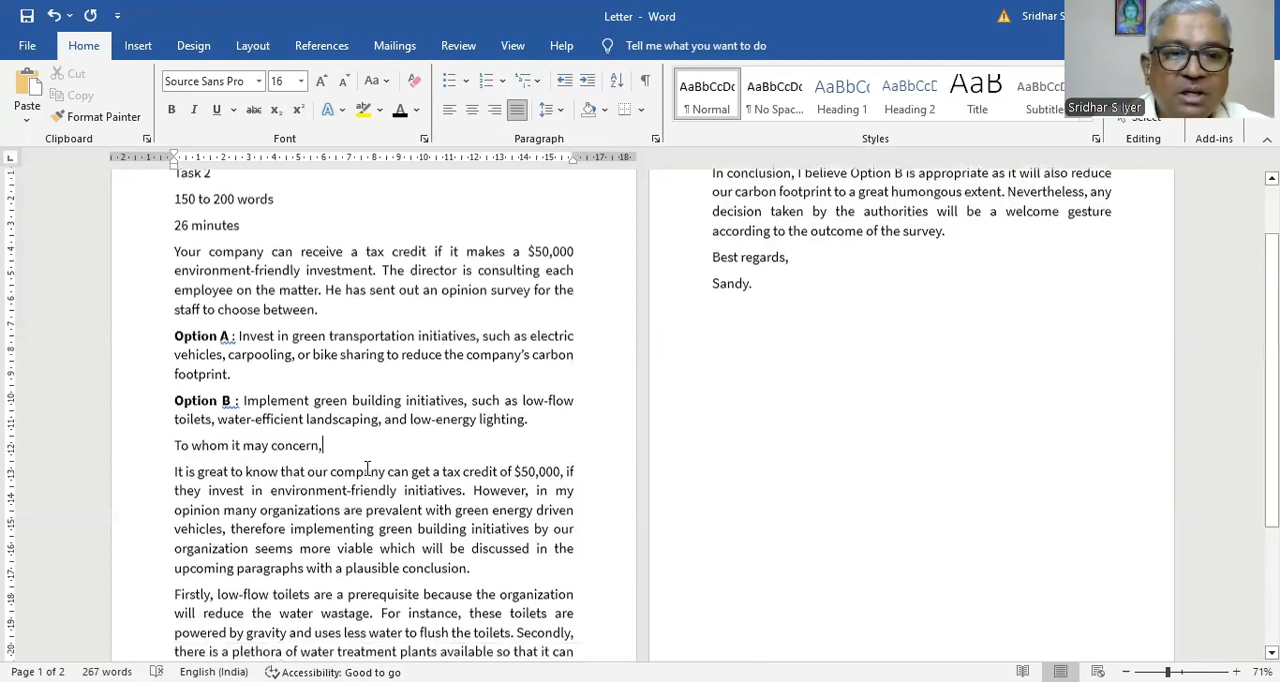 Letter - Word
Sridhar S
File Home Insert Design Layout References Mailings Review View Help Tell me what you want to do
Paste
Cut
Copy
Format Painter
Source Sans Pro 16
Aa
B I U abc x₂ x² A A
AaBbCcDc AaBbCcDc AaBbCcD AaBbCcD AaB AaBbCcD
¶ Normal ¶ No Spac... Heading 1 Heading 2 Title Subtitle
Clipboard Font Paragraph Styles Editing Add-ins
Sridhar S Iyer
Task 2
150 to 200 words
26 minutes
Your company can receive a tax credit if it makes a $50,000
environment-friendly investment. The director is consulting each
employee on the matter. He has sent out an opinion survey for the
staff to choose between.
Option A : Invest in green transportation initiatives, such as electric
vehicles, carpooling, or bike sharing to reduce the company's carbon
footprint.
Option B : Implement green building initiatives, such as low-flow
toilets, water-efficient landscaping, and low-energy lighting.
To whom it may concern,
It is great to know that our company can get a tax credit of $50,000, if
they invest in environment-friendly initiatives. However, in my
opinion many organizations are prevalent with green energy driven
vehicles, therefore implementing green building initiatives by our
organization seems more viable which will be discussed in the
upcoming paragraphs with a plausible conclusion.
Firstly, low-flow toilets are a prerequisite because the organization
will reduce the water wastage. For instance, these toilets are
powered by gravity and uses less water to flush the toilets. Secondly,
there is a plethora of water treatment plants available so that it can
In conclusion, I believe Option B is appropriate as it will also reduce
our carbon footprint to a great humongous extent. Nevertheless, any
decision taken by the authorities will be a welcome gesture
according to the outcome of the survey.
Best regards,
Sandy.
Page 1 of 2 267 words English (India) Accessibility: Good to go 71%